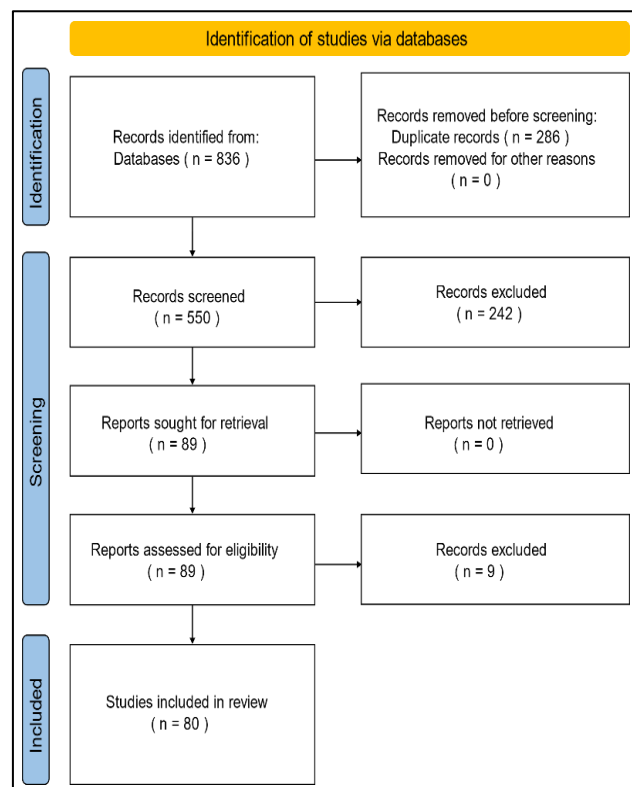 Identification of studies via databases
Identification
Records identified from:
Databases ( n = 836 )
Records removed before screening:
Duplicate records ( n = 286 )
Records removed for other reasons
( n = 0 )
Screening
Records screened
( n = 550 )
Records excluded
( n = 242 )
Reports sought for retrieval
( n = 89 )
Reports not retrieved
( n = 0 )
Reports assessed for eligibility
( n = 89 )
Records excluded
( n = 9 )
Included
Studies included in review
( n = 80 )